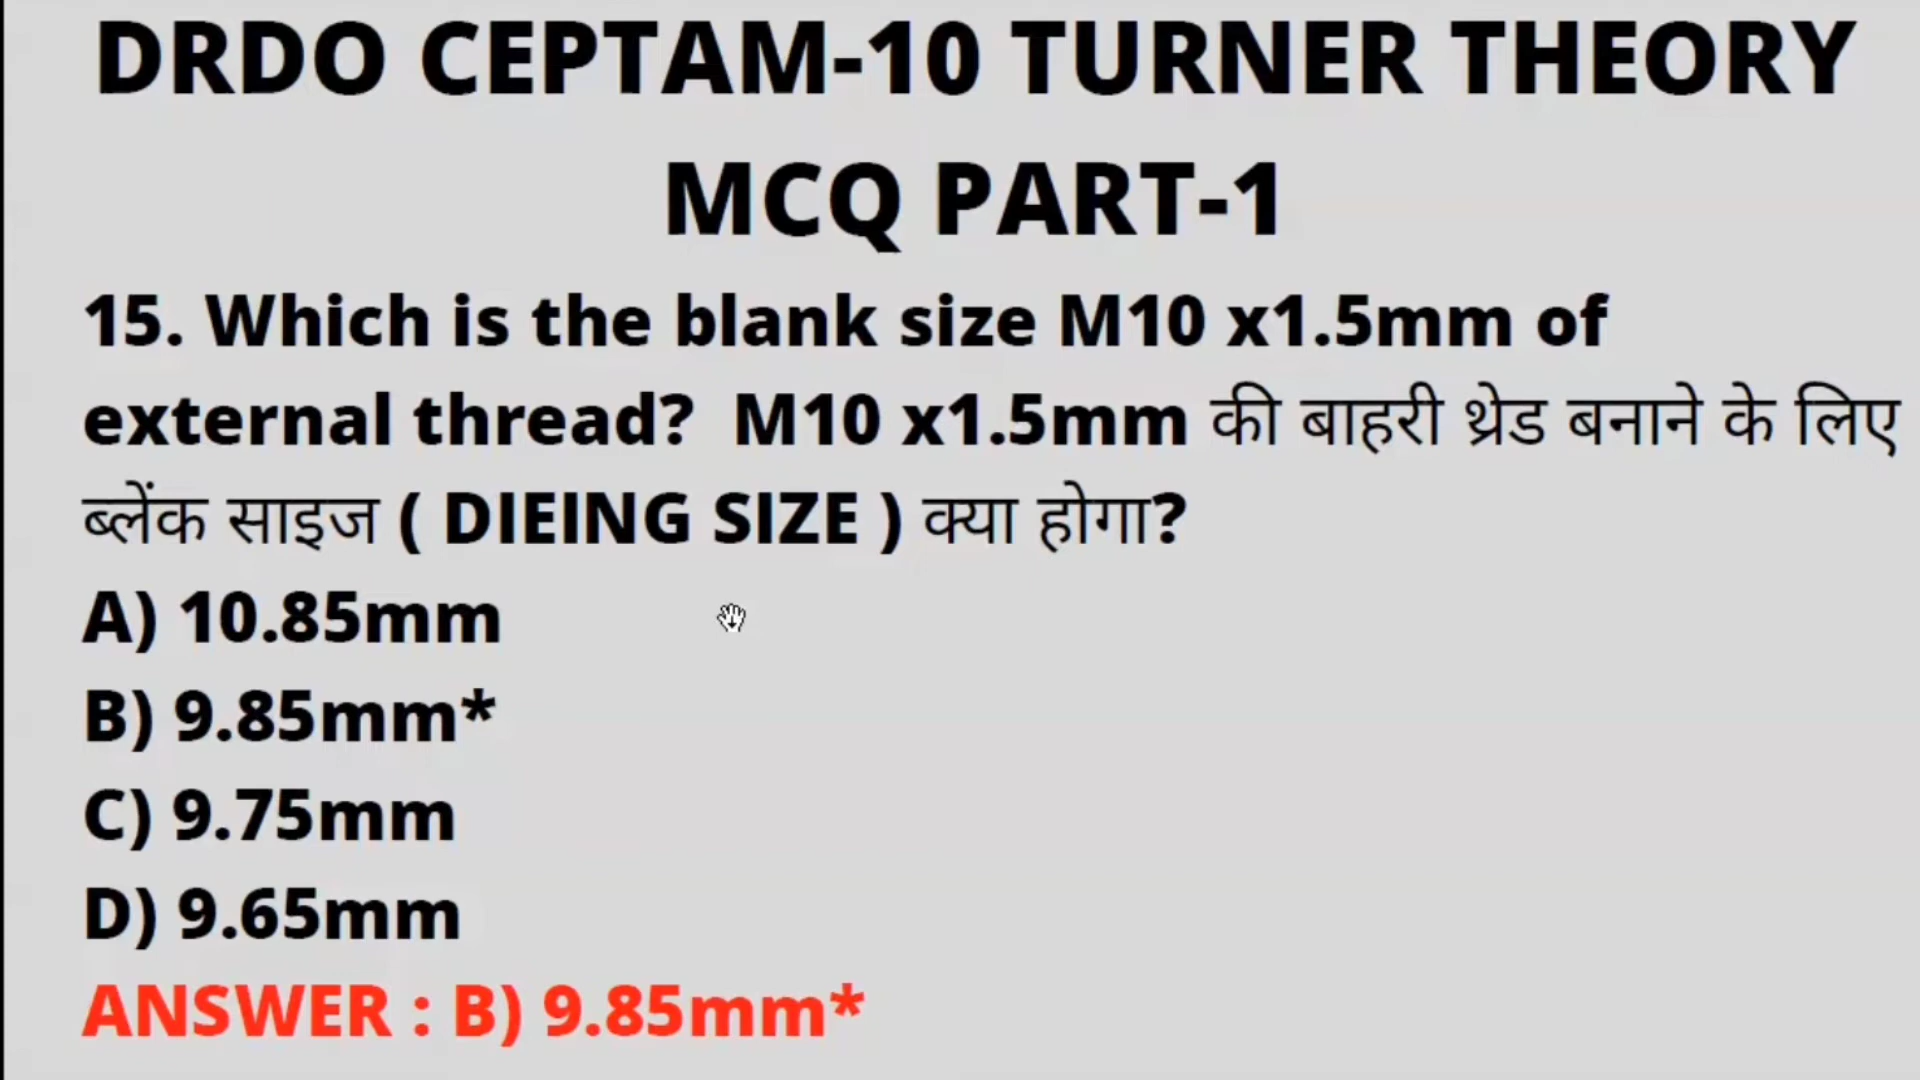 DRDO CEPTAM-10 TURNER THEORY
MCQ PART-1
15. Which is the blank size M10 x1.5mm of
external thread? M10 x1.5mm की बाहरी थ्रेड बनाने के लिए
ब्लेंक साइज ( DIEING SIZE ) क्या होगा?
A) 10.85mm
B) 9.85mm*
C) 9.75mm
D) 9.65mm
ANSWER : B) 9.85mm*